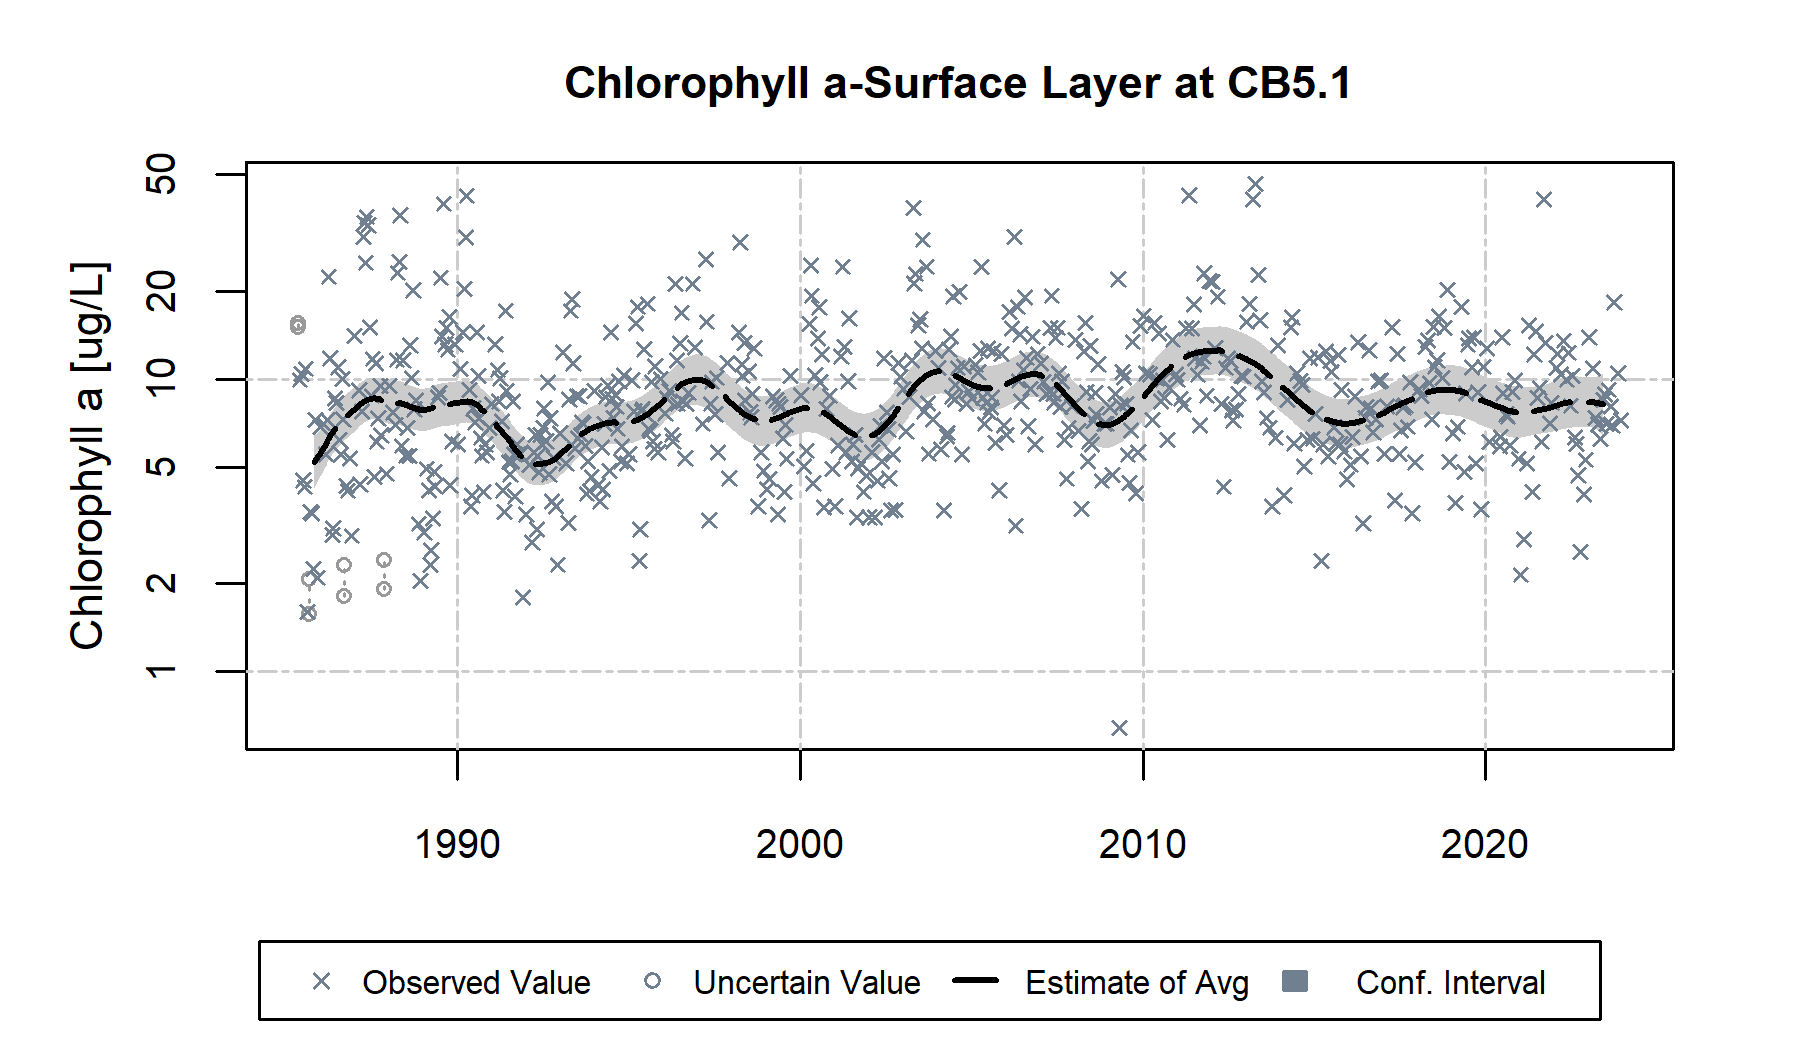 Chlorophyll a-Surface Layer at CB5.1
Chlorophyll a [ug/L]
50
20
10
5
2
1
1990 2000 2010 2020
Observed Value Uncertain Value Estimate of Avg Conf. Interval